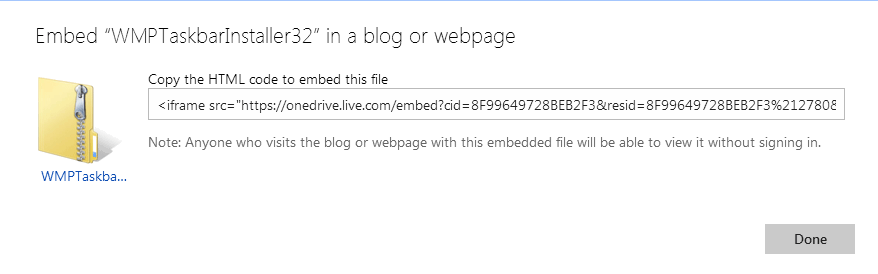 Embed “WMPTaskbarInstaller32” in a blog or webpage
Copy the HTML code to embed this file
<iframe src="https://onedrive.live.com/embed?cid=8F99649728BEB2F3&resid=8F99649728BEB2F3%212780&
Note: Anyone who visits the blog or webpage with this embedded file will be able to view it without signing in.
WMPTaskba...
Done